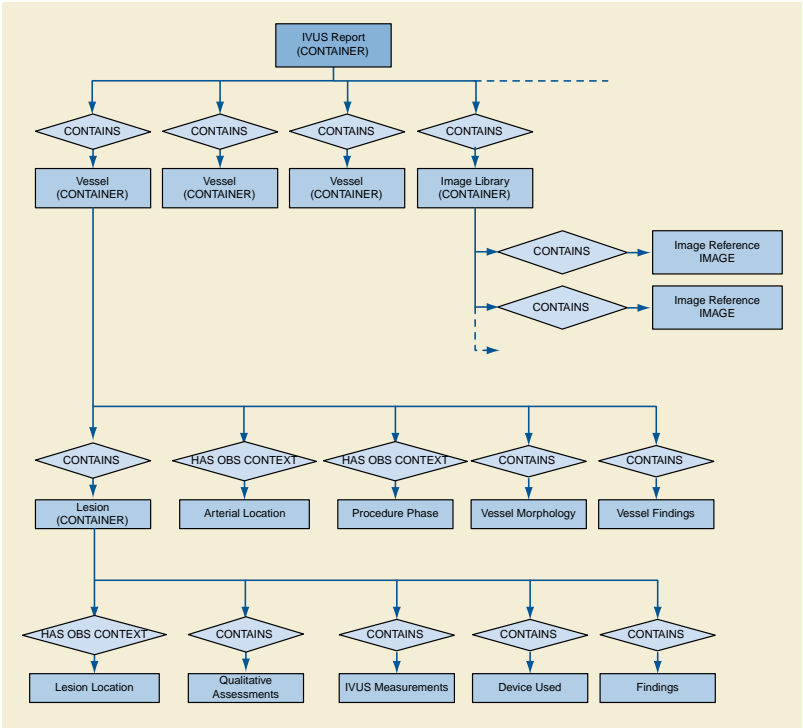 IVUS Report
(CONTAINER)
CONTAINS
CONTAINS
CONTAINS
CONTAINS
Vessel
(CONTAINER)
Vessel
(CONTAINER)
Vessel
(CONTAINER)
Image Library
(CONTAINER)
CONTAINS
Image Reference
IMAGE
CONTAINS
Image Reference
IMAGE
CONTAINS
HAS OBS CONTEXT
HAS OBS CONTEXT
CONTAINS
CONTAINS
Lesion
(CONTAINER)
Arterial Location
Procedure Phase
Vessel Morphology
Vessel Findings
HAS OBS CONTEXT
CONTAINS
CONTAINS
CONTAINS
CONTAINS
Lesion Location
Qualitative
Assessments
IVUS Measurements
Device Used
Findings